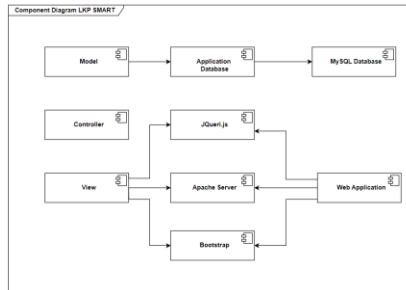 Component Diagram LKP SMART
Model
Application
Database
MySQL Database
Controller
JQueri.js
View
Apache Server
Web Application
Bootstrap